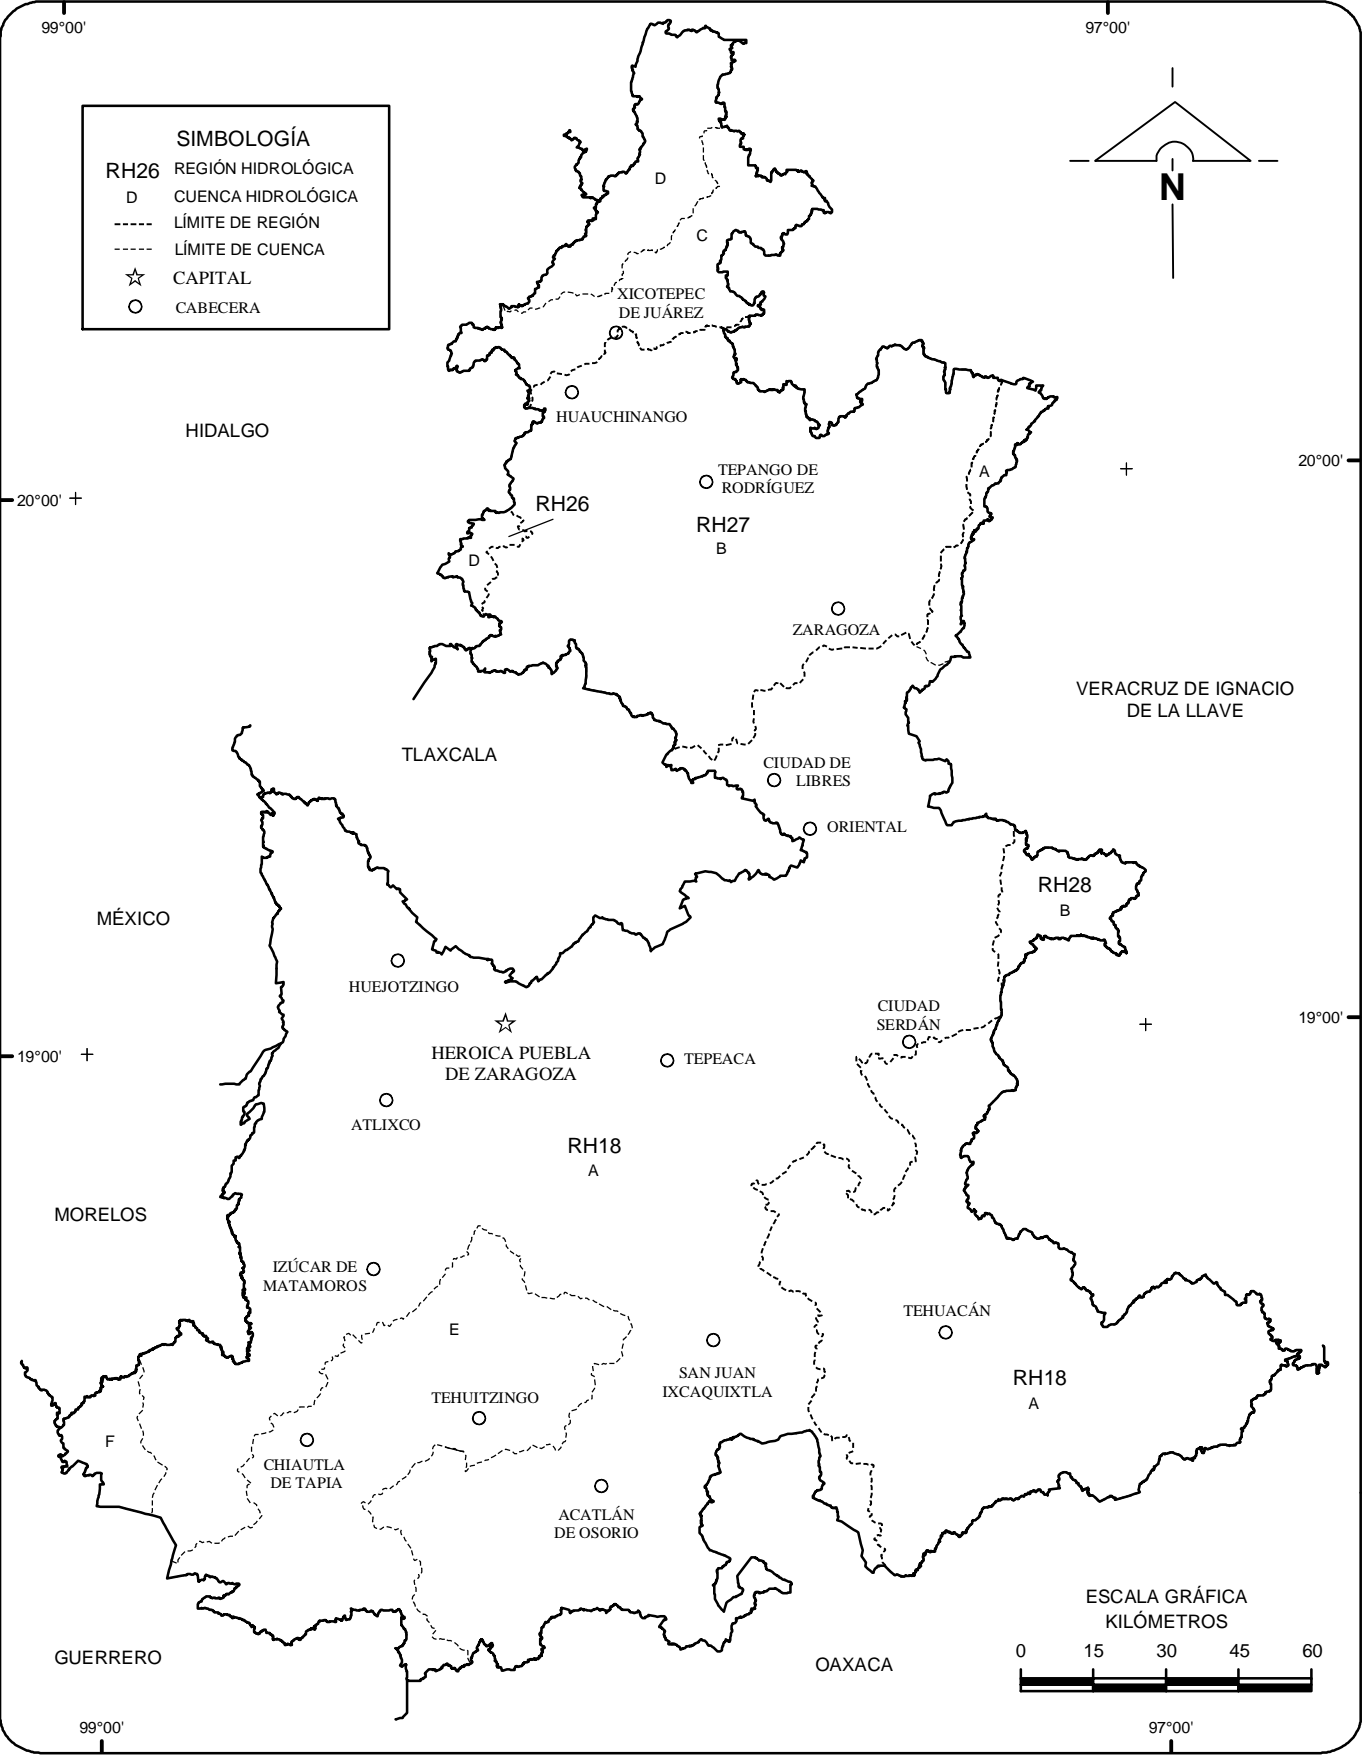 99°00'
97°00'
SIMBOLOGÍA
RH26 REGIÓN HIDROLÓGICA
D CUENCA HIDROLÓGICA
LÍMITE DE REGIÓN
LÍMITE DE CUENCA
CAPITAL
CABECERA
N
D
C
XICOTEPEC
DE JUÁREZ
HUAUCHINANGO
HIDALGO
20°00'
20°00'
A
TEPANGO DE
RODRÍGUEZ
RH26
RH27
B
D
ZARAGOZA
VERACRUZ DE IGNACIO
DE LA LLAVE
TLAXCALA
CIUDAD DE
LIBRES
ORIENTAL
RH28
B
MÉXICO
HUEJOTZINGO
CIUDAD
SERDÁN
19°00'
19°00'
HEROICA PUEBLA
DE ZARAGOZA
TEPEACA
ATLIXCO
RH18
A
MORELOS
IZÚCAR DE
MATAMOROS
E
TEHUACÁN
SAN JUAN
IXCAQUIXTLA
RH18
A
TEHUITZINGO
F
CHIAUTLA
DE TAPIA
ACATLÁN
DE OSORIO
GUERRERO
OAXACA
ESCALA GRÁFICA
KILÓMETROS
0 15 30 45 60
99°00'
97°00'